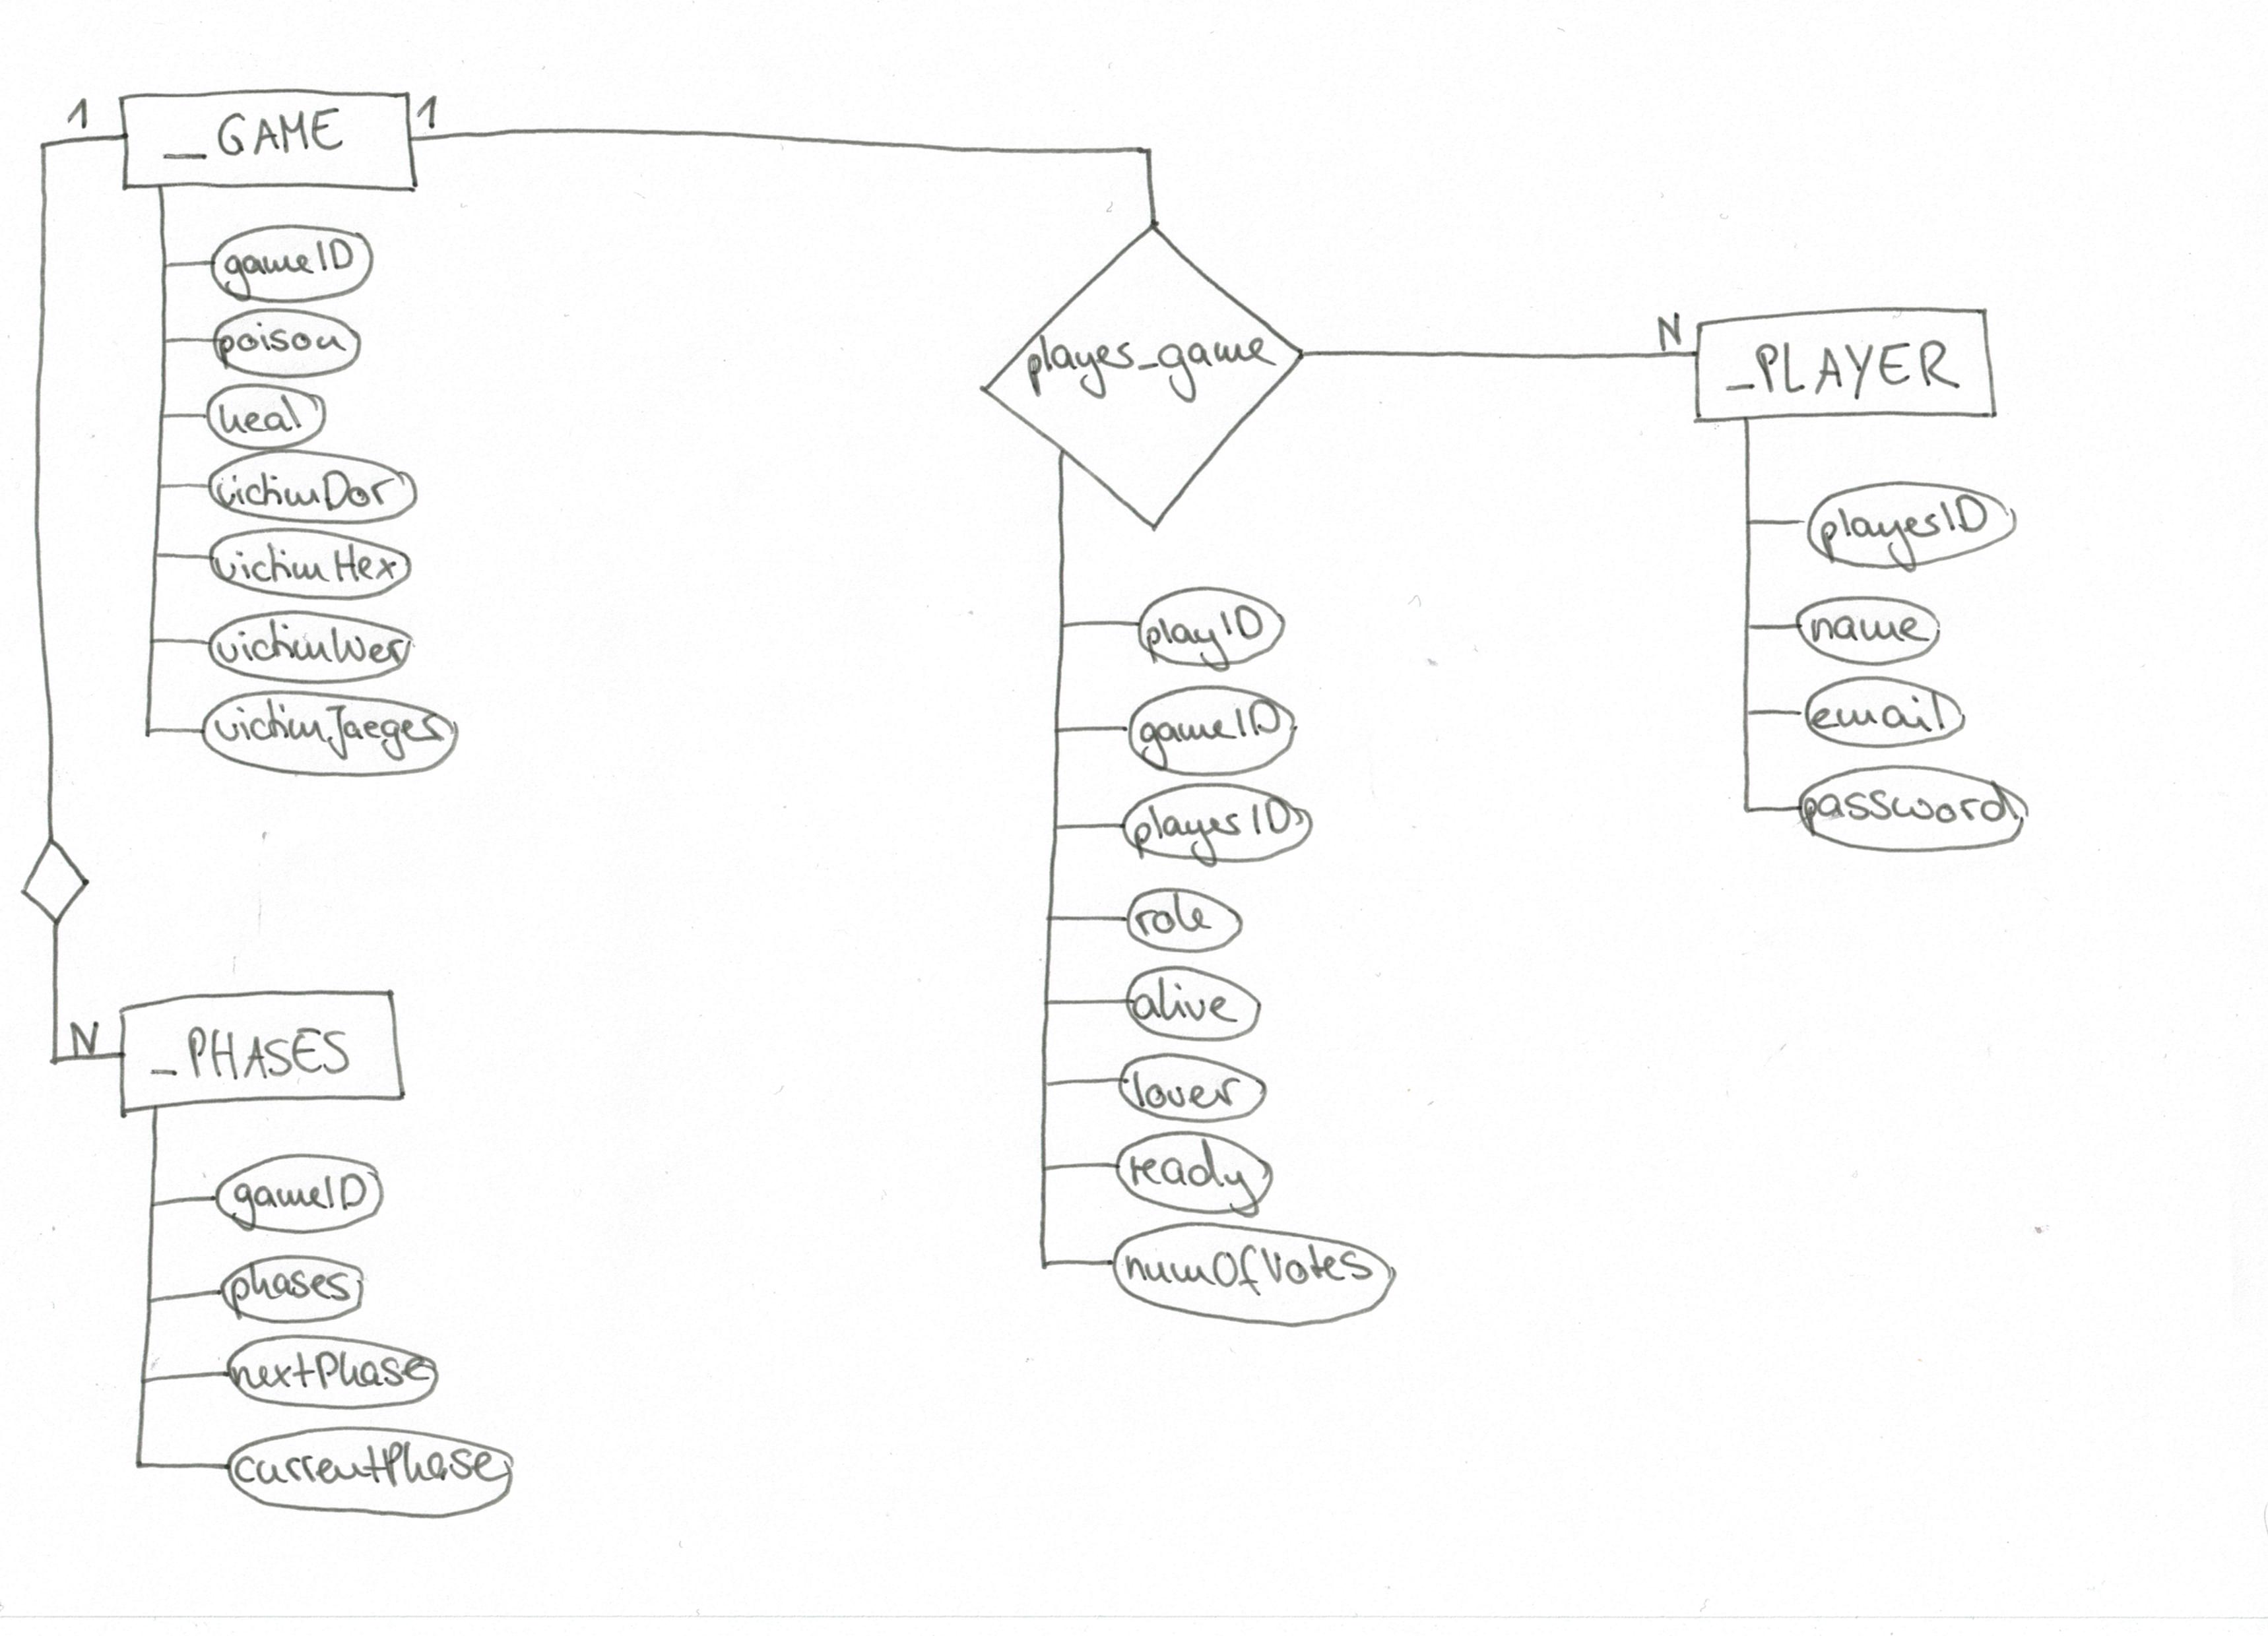 1
_GAME
1
gameID
poison
heal
victimDor
victimHex
victimWer
victimJaeger
N
_PHASES
gameID
phases
nextPhase
currentPhase
player_game
playID
gameID
playerID
role
alive
lover
ready
numOfVotes
N
_PLAYER
playerID
name
email
password